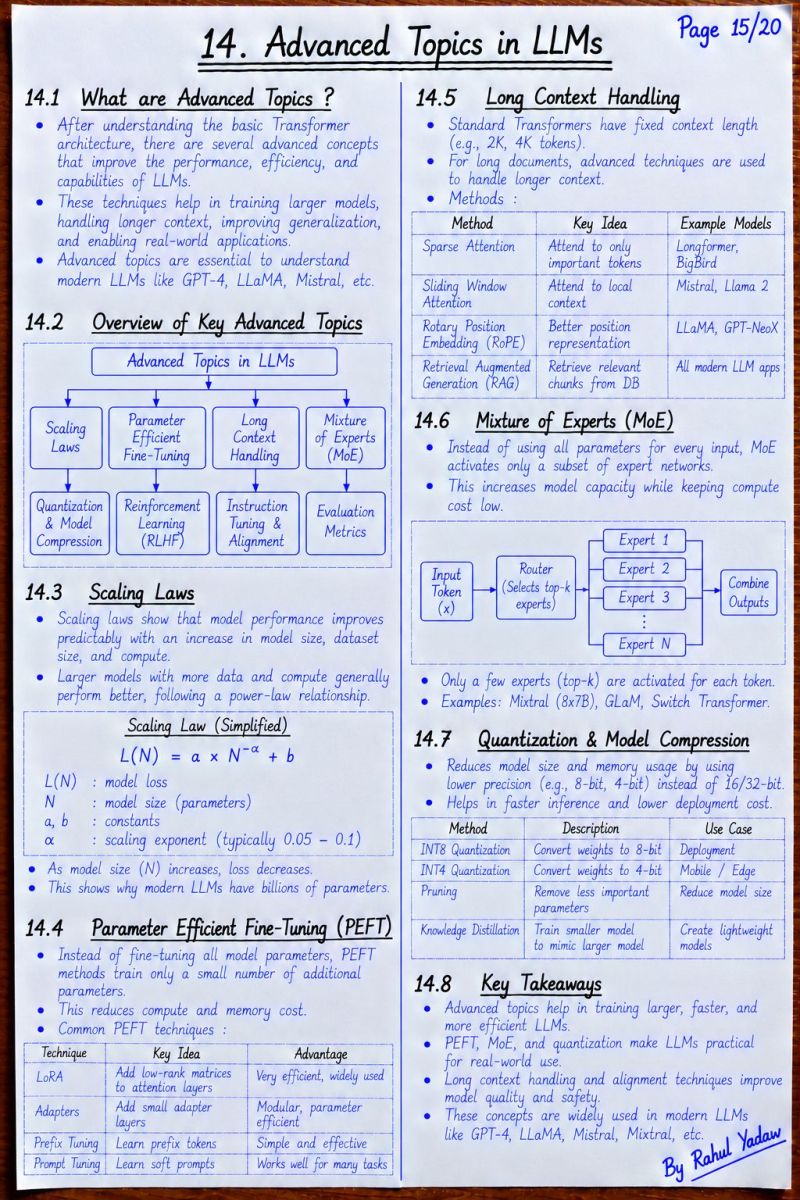 14. Advanced Topics in LLMs
Page 15/20
14.1 What are Advanced Topics ?
• After understanding the basic Transformer
architecture, there are several advanced concepts
that improve the performance, efficiency, and
capabilities of LLMs.
• These techniques help in training larger models,
handling longer context, improving generalization,
and enabling real-world applications.
• Advanced topics are essential to understand
modern LLMs like GPT-4, LLaMA, Mistral, etc.
14.2 Overview of Key Advanced Topics
Advanced Topics in LLMs
Scaling
Laws
Parameter
Efficient
Fine-Tuning
Long
Context
Handling
Mixture
of Experts
(MoE)
Quantization
& Model
Compression
Reinforcement
Learning
(RLHF)
Instruction
Tuning &
Alignment
Evaluation
Metrics
14.3 Scaling Laws
• Scaling laws show that model performance improves
predictably with an increase in model size, dataset
size, and compute.
• Larger models with more data and compute generally
perform better, following a power-law relationship.
Scaling Law (Simplified)
L(N) = a × N^-α + b
L(N) : model loss
N : model size (parameters)
a, b : constants
α : scaling exponent (typically 0.05 – 0.1)
• As model size (N) increases, loss decreases.
• This shows why modern LLMs have billions of parameters.
14.4 Parameter Efficient Fine-Tuning (PEFT)
• Instead of fine-tuning all model parameters, PEFT
methods train only a small number of additional
parameters.
• This reduces compute and memory cost.
• Common PEFT techniques :
Technique Key Idea Advantage
LoRA Add low-rank matrices Very efficient, widely used
to attention layers
Adapters Add small adapter Modular, parameter
layers efficient
Prefix Tuning Learn prefix tokens Simple and effective
Prompt Tuning Learn soft prompts Works well for many tasks
14.5 Long Context Handling
• Standard Transformers have fixed context length
(e.g., 2K, 4K tokens).
• For long documents, advanced techniques are used
to handle longer context.
• Methods :
Method Key Idea Example Models
Sparse Attention Attend to only Longformer,
important tokens BigBird
Sliding Window Attend to local Mistral, Llama 2
Attention context
Rotary Position Better position LLaMA, GPT-NeoX
Embedding (RoPE) representation
Retrieval Augmented Retrieve relevant All modern LLM apps
Generation (RAG) chunks from DB
14.6 Mixture of Experts (MoE)
• Instead of using all parameters for every input, MoE
activates only a subset of expert networks.
• This increases model capacity while keeping compute
cost low.
Input
Token
(x)
Router
(Selects top-k
experts)
Expert 1
Expert 2
Expert 3
⋮
Expert N
Combine
Outputs
• Only a few experts (top-k) are activated for each token.
• Examples: Mixtral (8x7B), GLaM, Switch Transformer.
14.7 Quantization & Model Compression
• Reduces model size and memory usage by using
lower precision (e.g., 8-bit, 4-bit) instead of 16/32-bit.
• Helps in faster inference and lower deployment cost.
Method Description Use Case
INT8 Quantization Convert weights to 8-bit Deployment
INT4 Quantization Convert weights to 4-bit Mobile / Edge
Pruning Remove less important Reduce model size
parameters
Knowledge Distillation Train smaller model Create lightweight
to mimic larger model models
14.8 Key Takeaways
• Advanced topics help in training larger, faster, and
more efficient LLMs.
• PEFT, MoE, and quantization make LLMs practical
for real-world use.
• Long context handling and alignment techniques improve
model quality and safety.
• These concepts are widely used in modern LLMs
like GPT-4, LLaMA, Mistral, Mixtral, etc.
By Rahul Yadaw